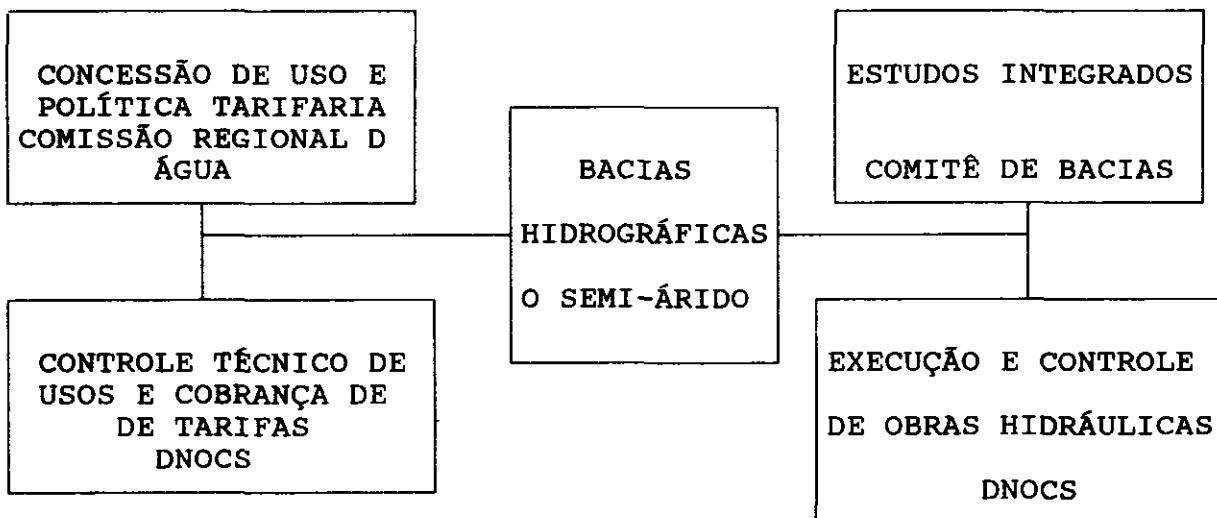 CONCESSÃO DE USO E
POLÍTICA TARIFARIA
COMISSÃO REGIONAL D
ÁGUA
CONTROLE TÉCNICO DE
USOS E COBRANÇA DE
DE TARIFAS
DNOCS
BACIAS
HIDROGRÁFICAS
O SEMI-ÁRIDO
ESTUDOS INTEGRADOS
COMITÊ DE BACIAS
EXECUÇÃO E CONTROLE
DE OBRAS HIDRÁULICAS
DNOCS